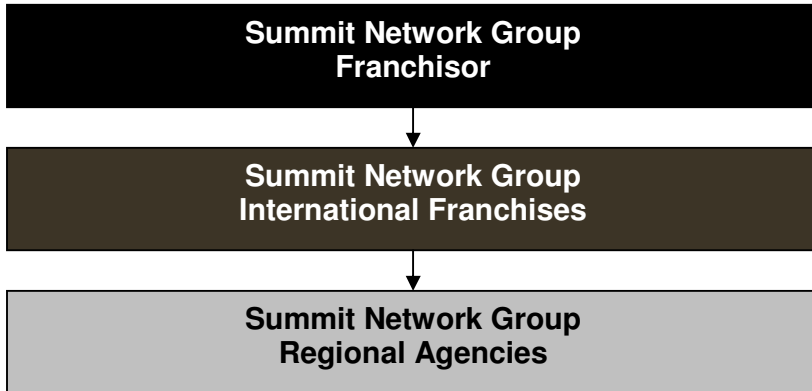 Summit Network Group
Franchisor
Summit Network Group
International Franchises
Summit Network Group
Regional Agencies